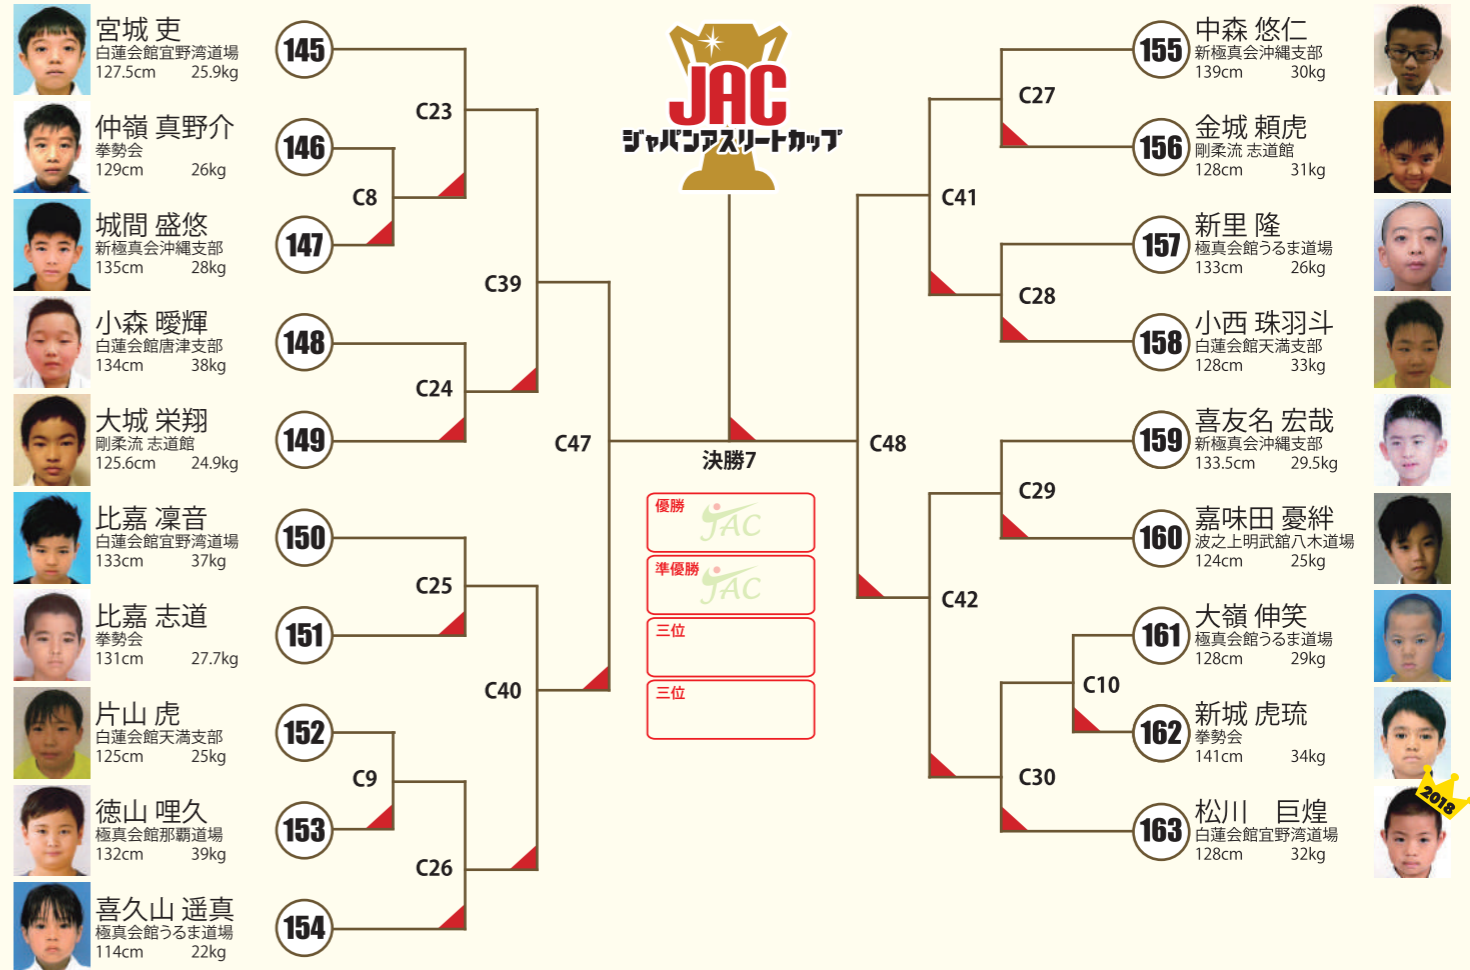 宮城 吏
白蓮会館宜野湾道場
127.5cm 25.9kg
145
仲嶺 真野介
拳勢会
129cm 26kg
146
城間 盛悠
新極真会沖縄支部
135cm 28kg
147
小森 曖輝
白蓮会館唐津支部
134cm 38kg
148
大城 栄翔
剛柔流 志道館
125.6cm 24.9kg
149
比嘉 凜音
白蓮会館宜野湾道場
133cm 37kg
150
比嘉 志道
拳勢会
131cm 27.7kg
151
片山 虎
白蓮会館天満支部
125cm 25kg
152
徳山 哩久
極真会館那覇道場
132cm 39kg
153
喜久山 遥真
極真会館うるま道場
114cm 22kg
154
C23
C8
C39
C24
C47
C25
C40
C9
C26
JAC
ジャパンアスリートカップ
決勝7
優勝
JAC
準優勝
JAC
三位
三位
C27
C41
C28
C48
C29
C42
C10
C30
155
中森 悠仁
新極真会沖縄支部
139cm 30kg
156
金城 頼虎
剛柔流 志道館
128cm 31kg
157
新里 隆
極真会館うるま道場
133cm 26kg
158
小西 珠羽斗
白蓮会館天満支部
128cm 33kg
159
喜友名 宏哉
新極真会沖縄支部
133.5cm 29.5kg
160
嘉味田 憂絆
波之上明武舘八木道場
124cm 25kg
161
大嶺 伸笑
極真会館うるま道場
128cm 29kg
162
新城 虎琉
拳勢会
141cm 34kg
2018
163
松川　巨煌
白蓮会館宜野湾道場
128cm 32kg